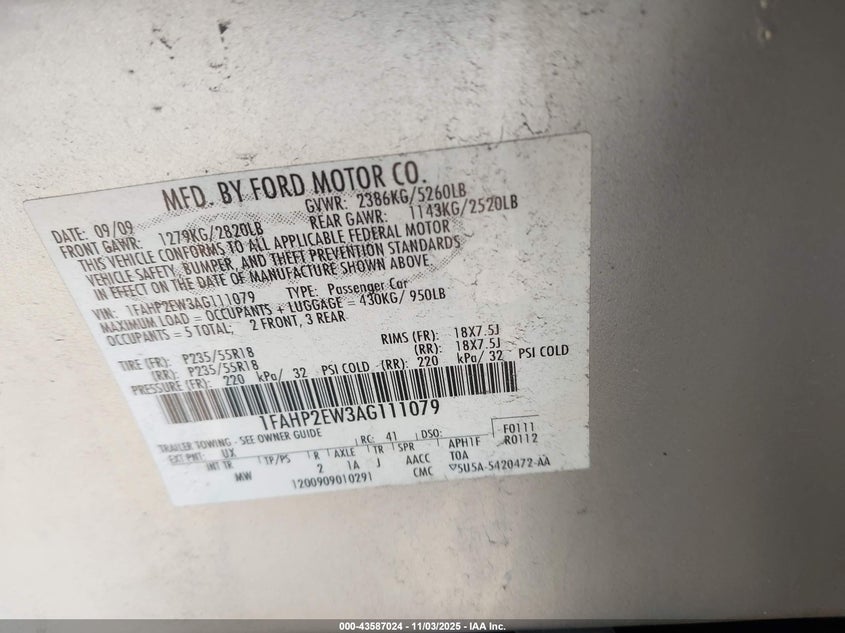 MFD. BY FORD MOTOR CO.
DATE: 09/09 GVWR: 2386KG/5260LB
FRONT GAWR: 1279KG/2820LB REAR GAWR: 1143KG/2520LB
THIS VEHICLE CONFORMS TO ALL APPLICABLE FEDERAL MOTOR
VEHICLE SAFETY, BUMPER, AND THEFT PREVENTION STANDARDS
IN EFFECT ON THE DATE OF MANUFACTURE SHOWN ABOVE.
VIN: 1FAHP2EW3AG111079 TYPE: Passenger Car
MAXIMUM LOAD = OCCUPANTS + LUGGAGE = 430KG/ 950LB
OCCUPANTS = 5 TOTAL; 2 FRONT, 3 REAR
TIRE (FR): P235/55R18 RIMS (FR): 18X7.5J
(RR): P235/55R18 (RR): 18X7.5J
PRESSURE (FR): 220 kPa/ 32 PSI COLD (RR): 220 kPa/ 32 PSI COLD
1FAHP2EW3AG111079
TRAILER TOWING - SEE OWNER GUIDE RC: 41 DSO: F0111
R0112
EXT PNT: UX TP/PS R AXLE TR SPR APH1F
INT TR MW 2 1A J AACC T0A
1200909010291 CMC 5U5A-5420472-AA
000-43587024 - 11/03/2025 - IAA Inc.